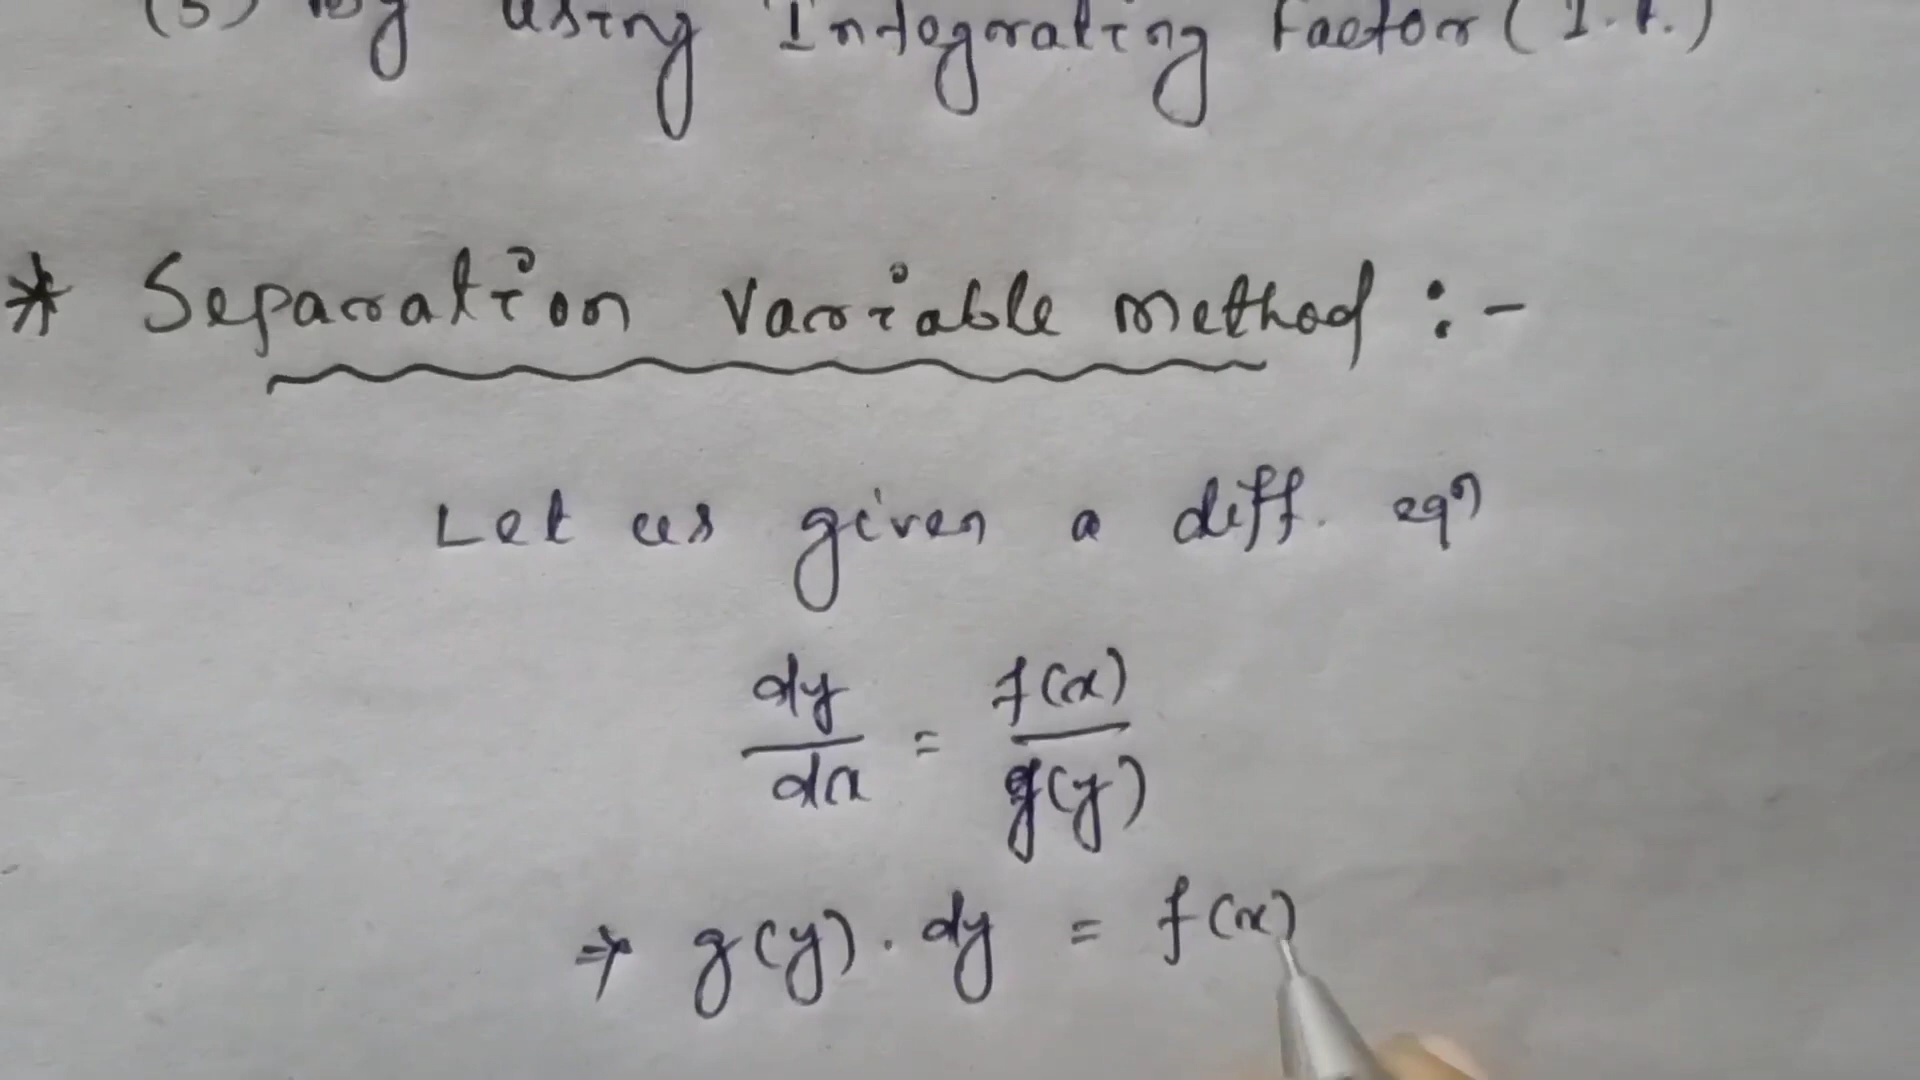 (5) By using Integrating Factor (I.F.)
* Separation Variable method :-
Let us given a diff. eqn
dy/dx = f(x)/g(y)
⇒ g(y) . dy = f(x)